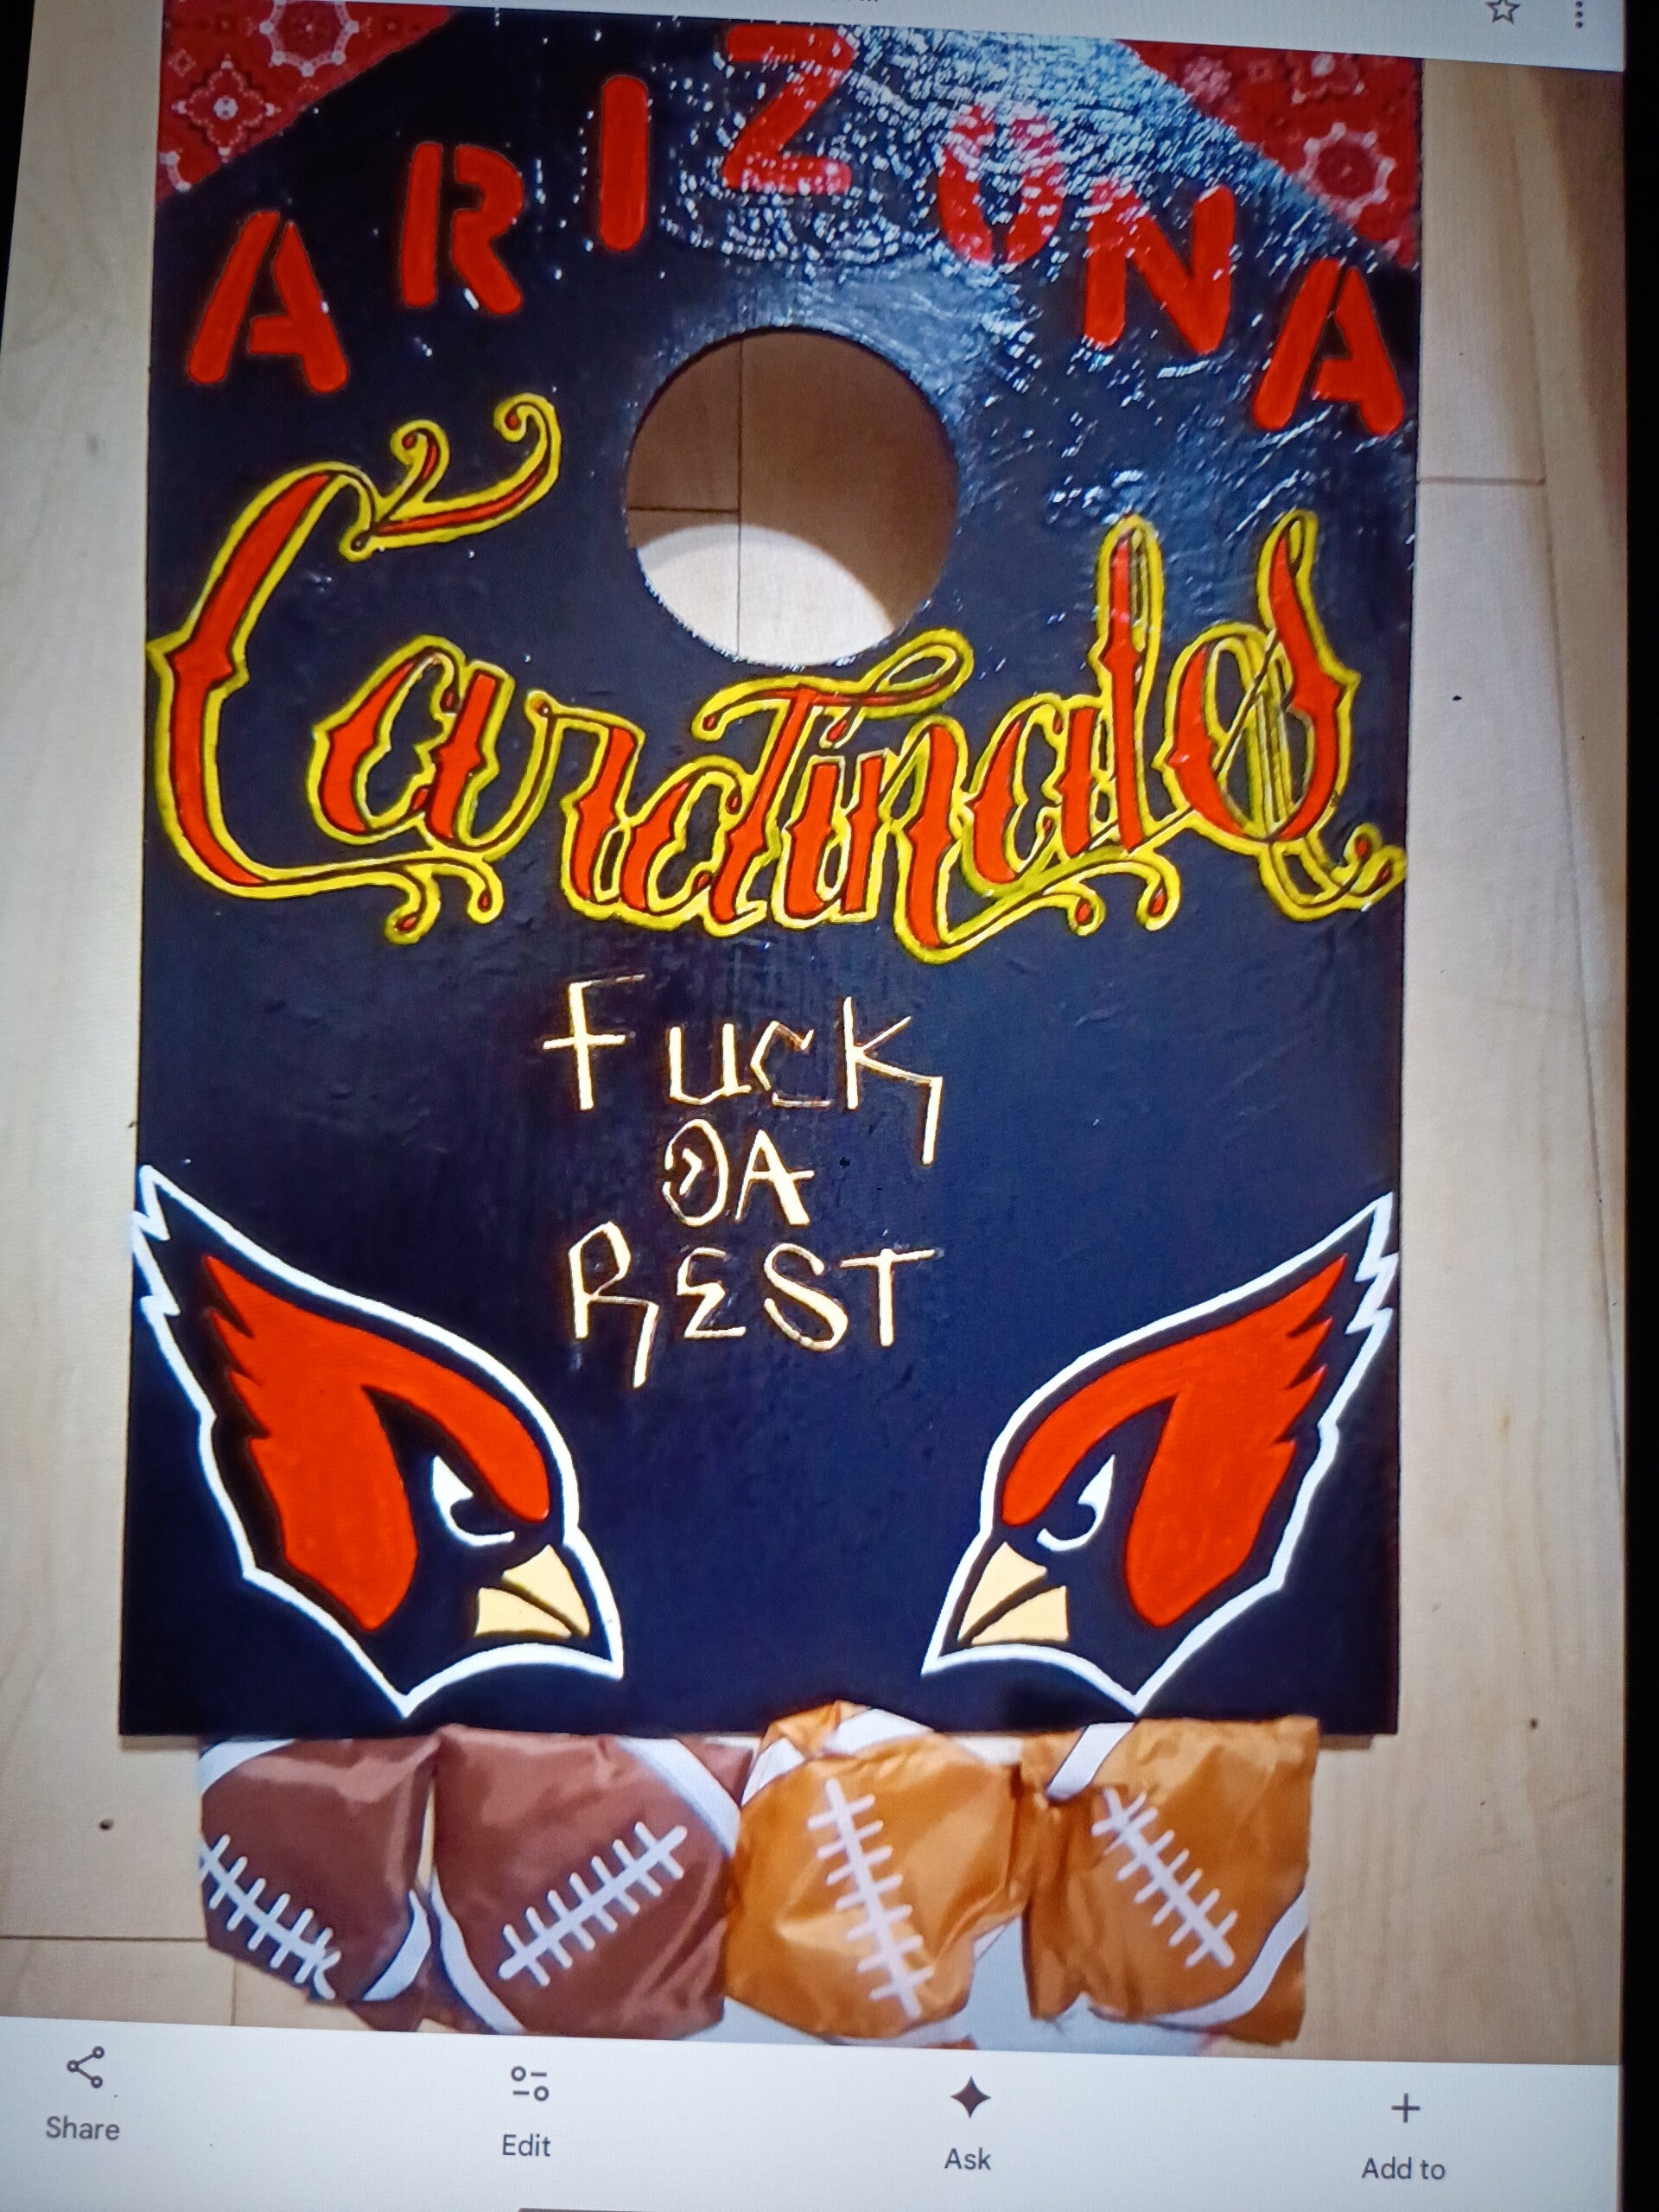 ARIZONA
Cardinals
FUCK
DA
REST
Share
Edit
Ask
Add to